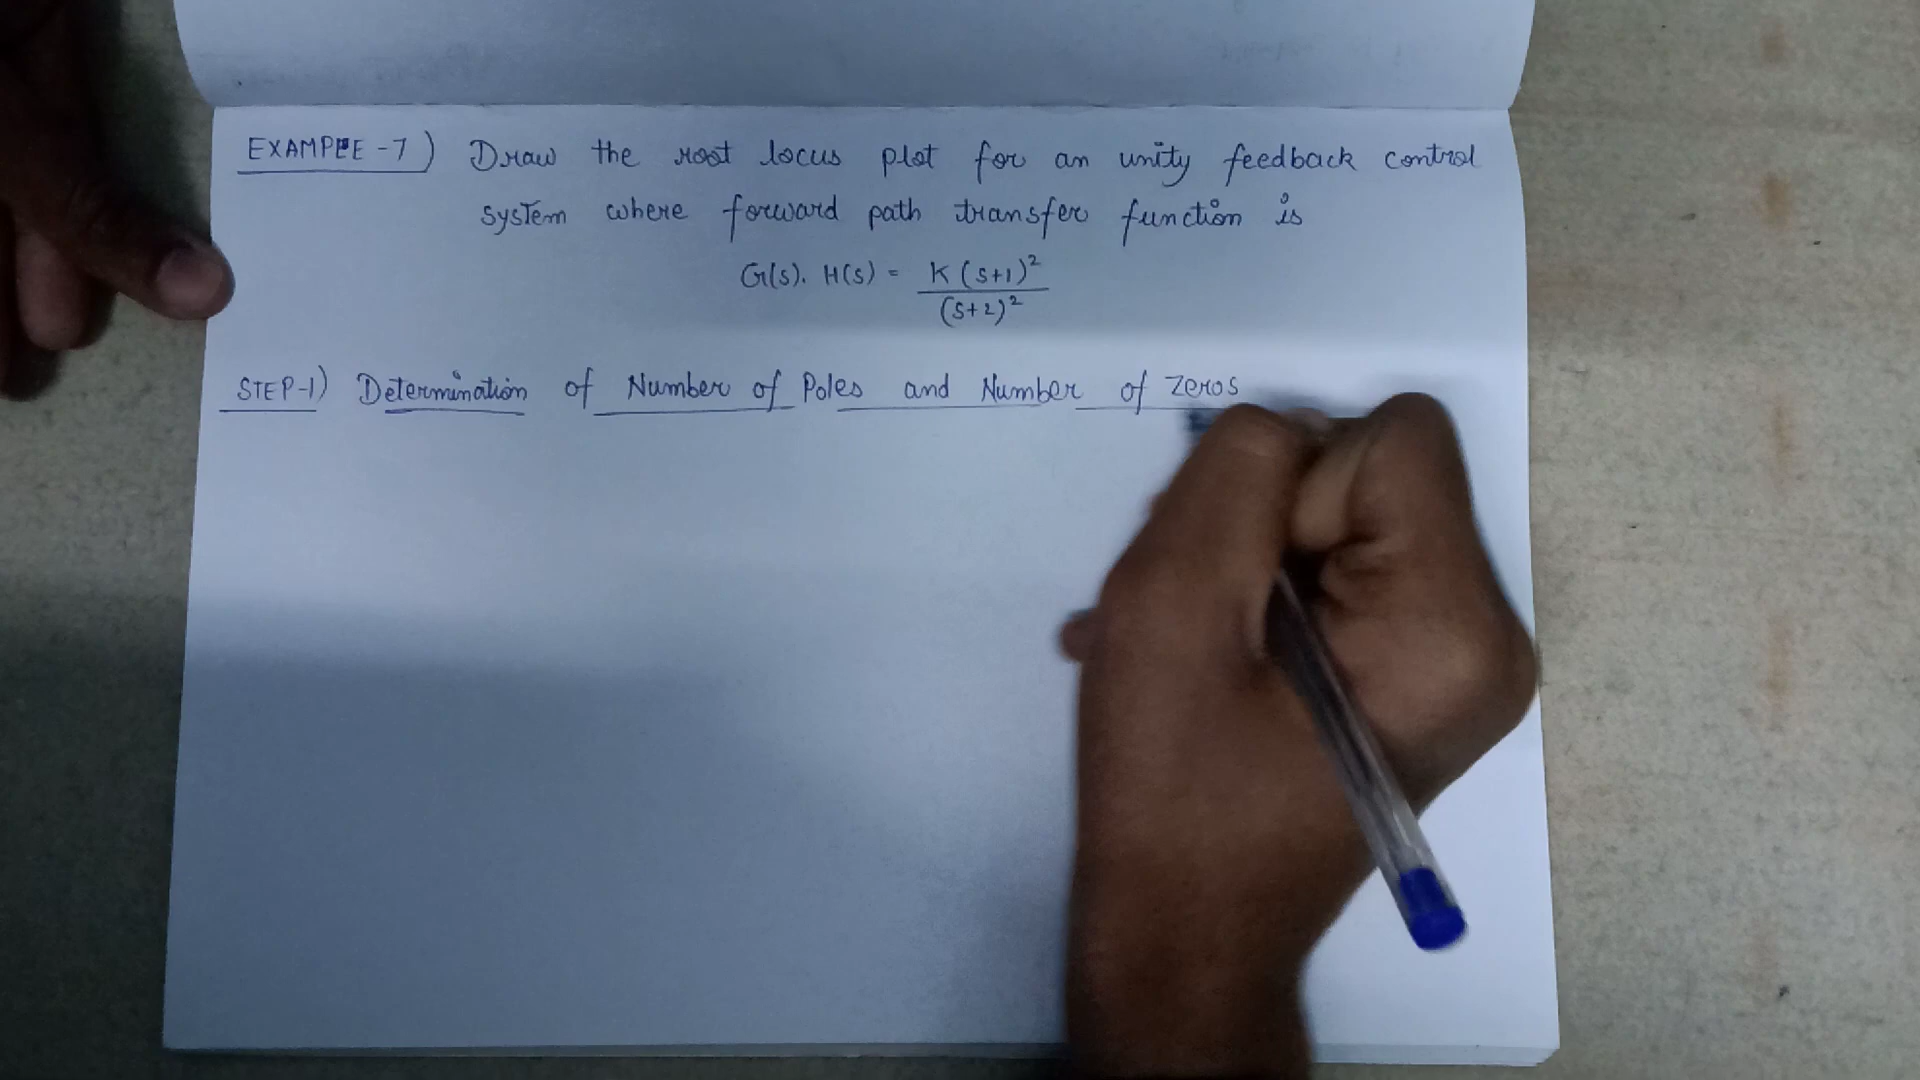 EXAMPLE-7) Draw the root locus plot for an unity feedback control
system where forward path transfer function is
G(s). H(s) = K(s+1)²
(s+2)²
STEP-1) Determination of Number of Poles and Number of zeros